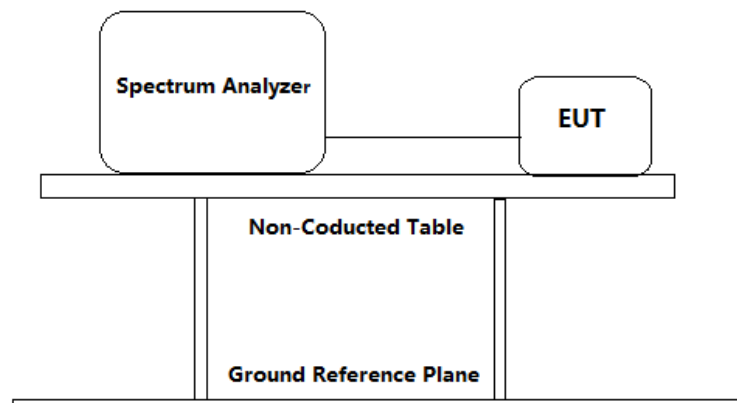 Spectrum Analyzer
EUT
Non-Coducted Table
Ground Reference Plane